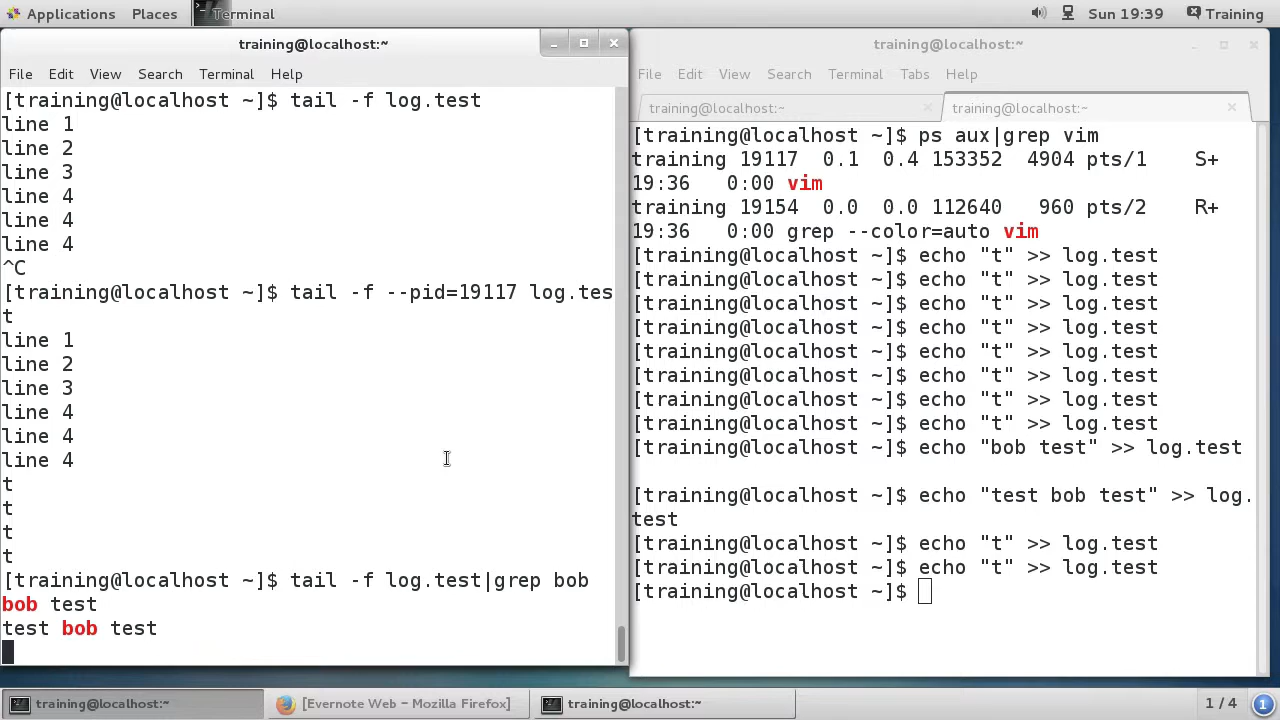 Applications Places Terminal Sun 19:39 Training
training@localhost:~
File Edit View Search Terminal Help
[training@localhost ~]$ tail -f log.test
line 1
line 2
line 3
line 4
line 4
line 4
^C
[training@localhost ~]$ tail -f --pid=19117 log.tes
t
line 1
line 2
line 3
line 4
line 4
line 4
t
t
t
t
[training@localhost ~]$ tail -f log.test|grep bob
bob test
test bob test
training@localhost:~
File Edit View Search Terminal Tabs Help
training@localhost:~ training@localhost:~
[training@localhost ~]$ ps aux|grep vim
training 19117 0.1 0.4 153352 4904 pts/1 S+
19:36 0:00 vim
training 19154 0.0 0.0 112640 960 pts/2 R+
19:36 0:00 grep --color=auto vim
[training@localhost ~]$ echo "t" >> log.test
[training@localhost ~]$ echo "t" >> log.test
[training@localhost ~]$ echo "t" >> log.test
[training@localhost ~]$ echo "t" >> log.test
[training@localhost ~]$ echo "t" >> log.test
[training@localhost ~]$ echo "t" >> log.test
[training@localhost ~]$ echo "t" >> log.test
[training@localhost ~]$ echo "t" >> log.test
[training@localhost ~]$ echo "bob test" >> log.test
[training@localhost ~]$ echo "test bob test" >> log.
test
[training@localhost ~]$ echo "t" >> log.test
[training@localhost ~]$ echo "t" >> log.test
[training@localhost ~]$
training@localhost:~ [Evernote Web – Mozilla Firefox] training@localhost:~ 1 / 4 1